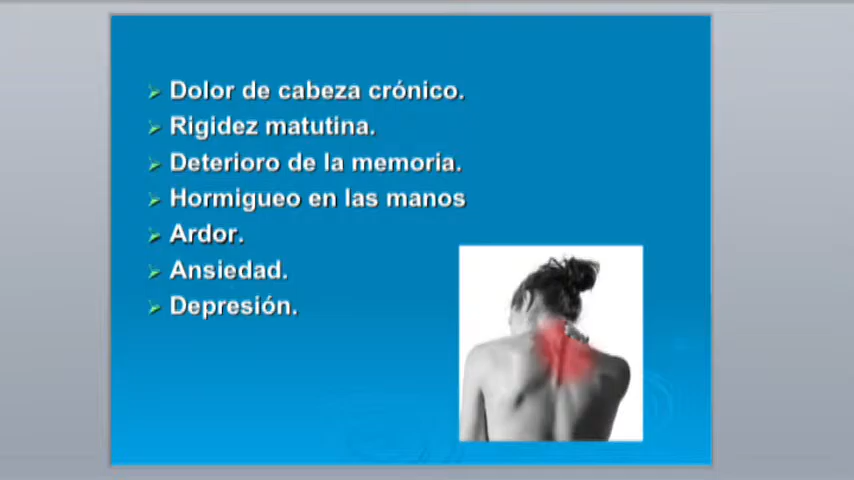 Dolor de cabeza crónico.
Rigidez matutina.
Deterioro de la memoria.
Hormigueo en las manos
Ardor.
Ansiedad.
Depresión.